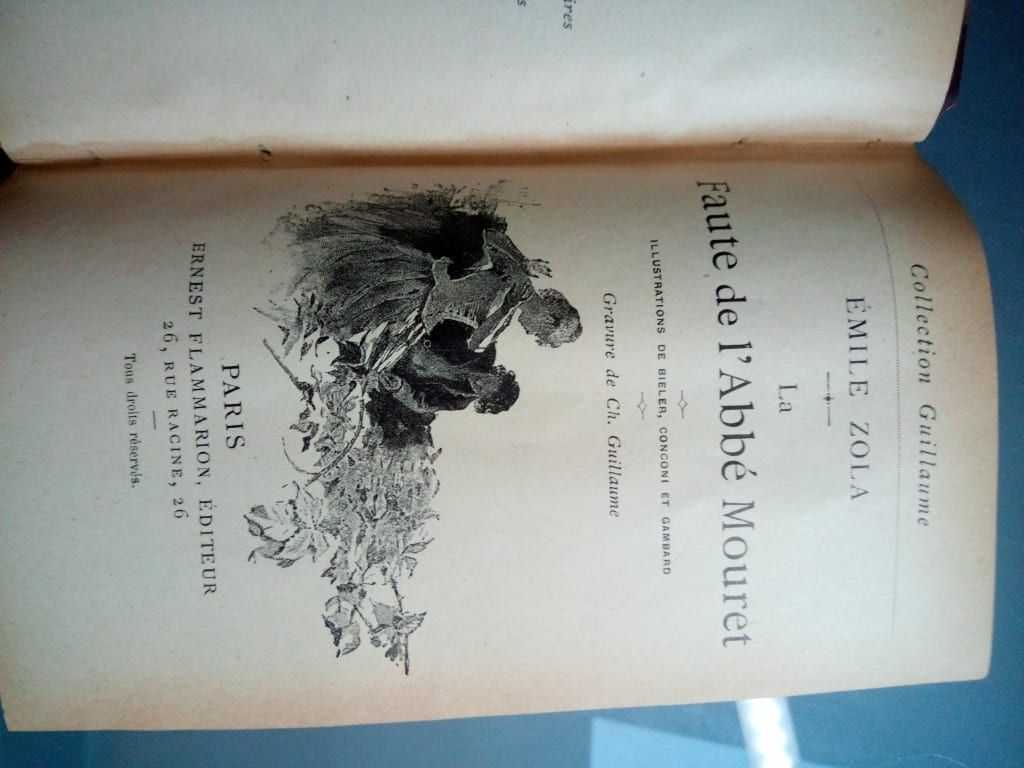 ires
s
Collection Guillaume
ÉMILE ZOLA
La
Faute de l'Abbé Mouret
ILLUSTRATIONS DE BIELER, CONCONI ET GAMBARD
Gravure de Ch. Guillaume
PARIS
ERNEST FLAMMARION, ÉDITEUR
26, RUE RACINE, 26
Tous droits réservés.